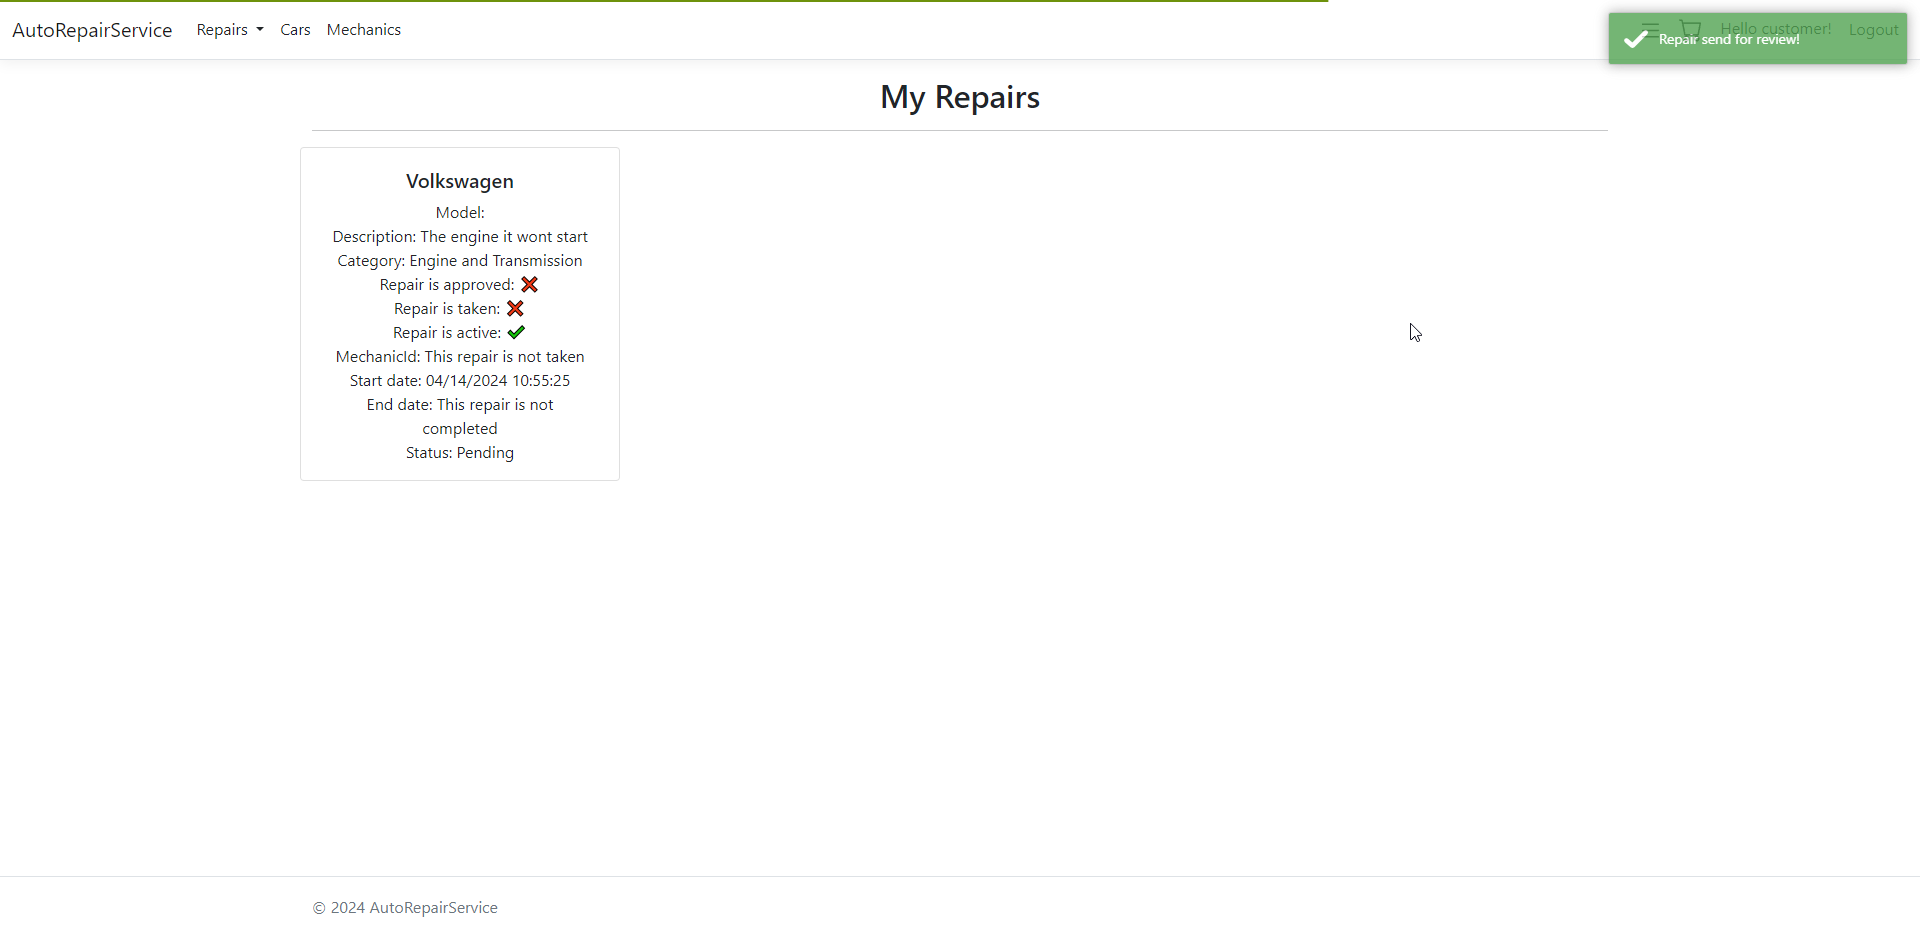 AutoRepairService Repairs Cars Mechanics Hello customer! Logout
Repair send for review!
My Repairs
Volkswagen
Model:
Description: The engine it wont start
Category: Engine and Transmission
Repair is approved: ❌
Repair is taken: ❌
Repair is active: ✔
MechanicId: This repair is not taken
Start date: 04/14/2024 10:55:25
End date: This repair is not
completed
Status: Pending
© 2024 AutoRepairService